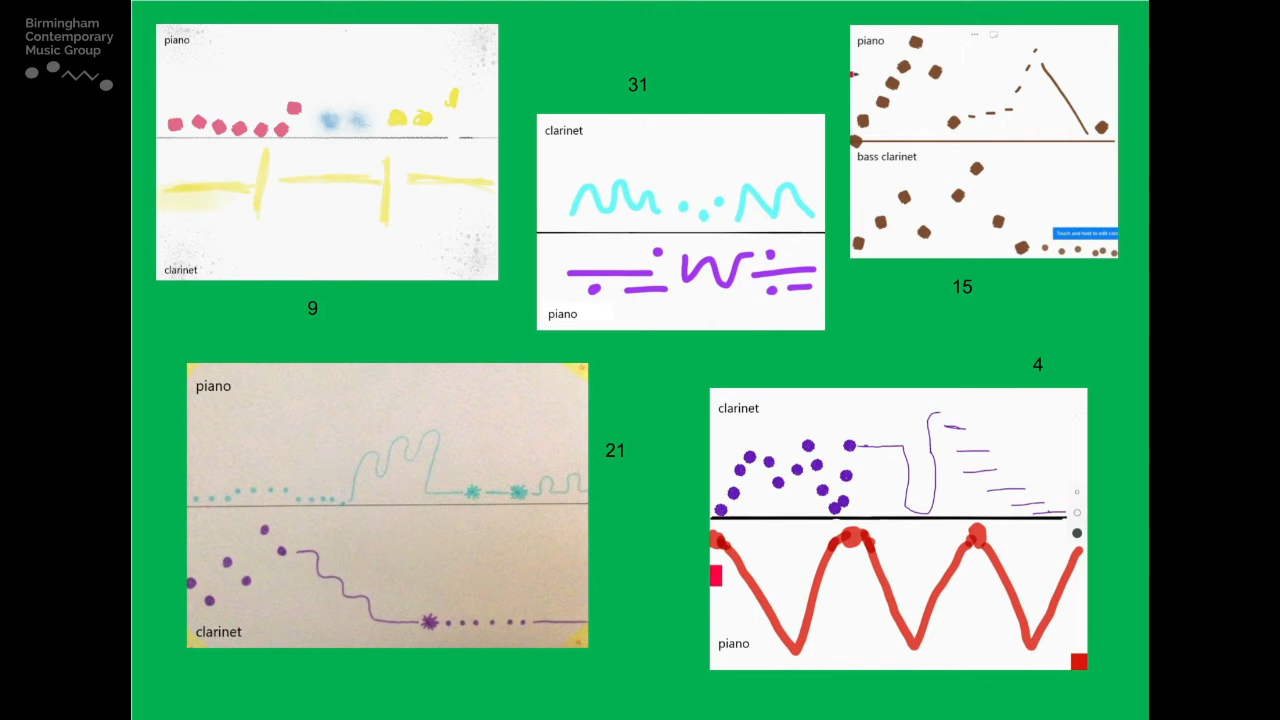 Birmingham
Contemporary
Music Group
piano
clarinet
9
31
clarinet
piano
piano
bass clarinet
15
piano
clarinet
21
4
clarinet
piano